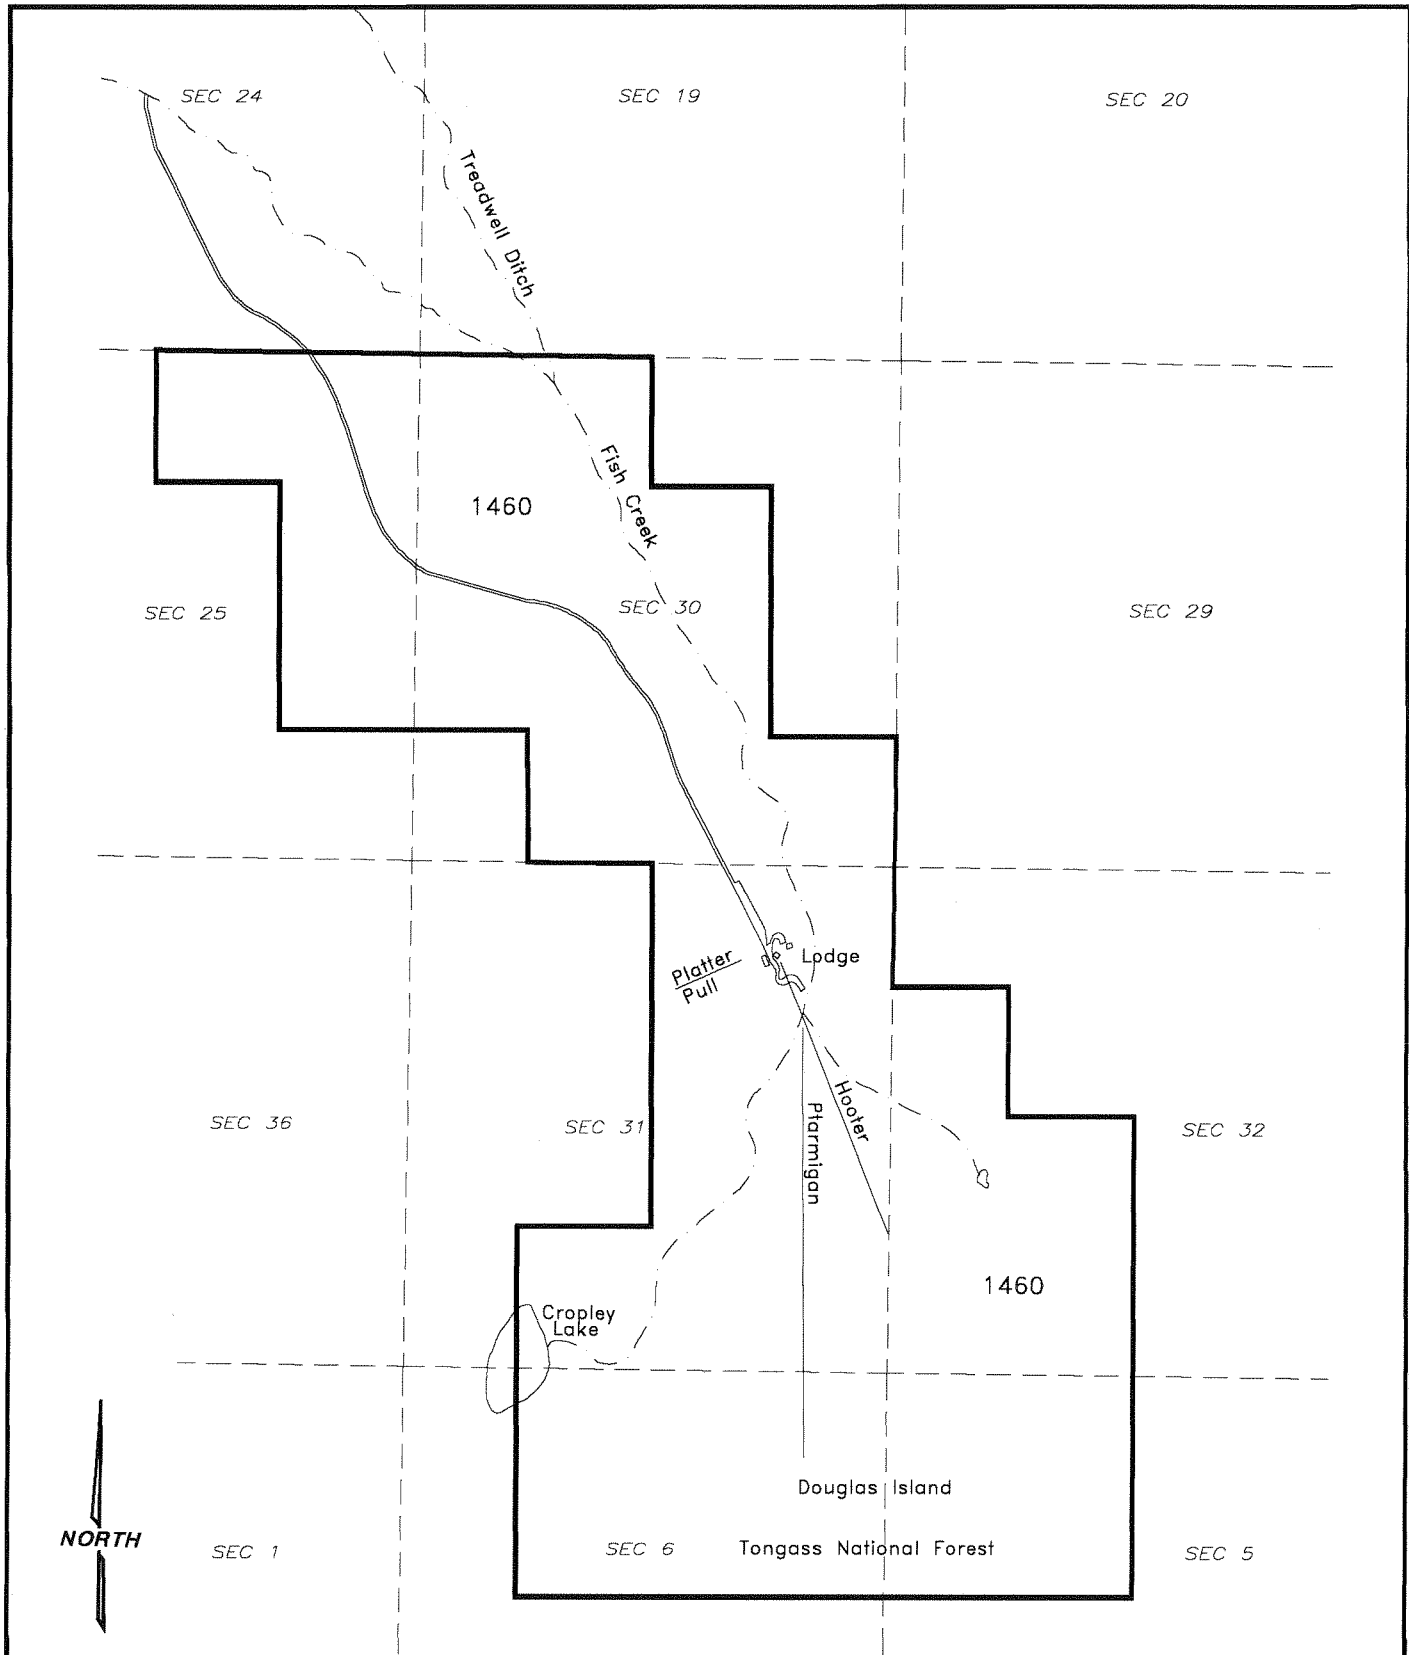 SEC 24
SEC 19
SEC 20
Treadwell Ditch
Fish Creek
1460
SEC 25
SEC 30
SEC 29
Platter
Pull
Lodge
Hooter
Ptarmigan
SEC 36
SEC 31
SEC 32
1460
Cropley
Lake
Douglas Island
NORTH
SEC 1
SEC 6
Tongass National Forest
SEC 5